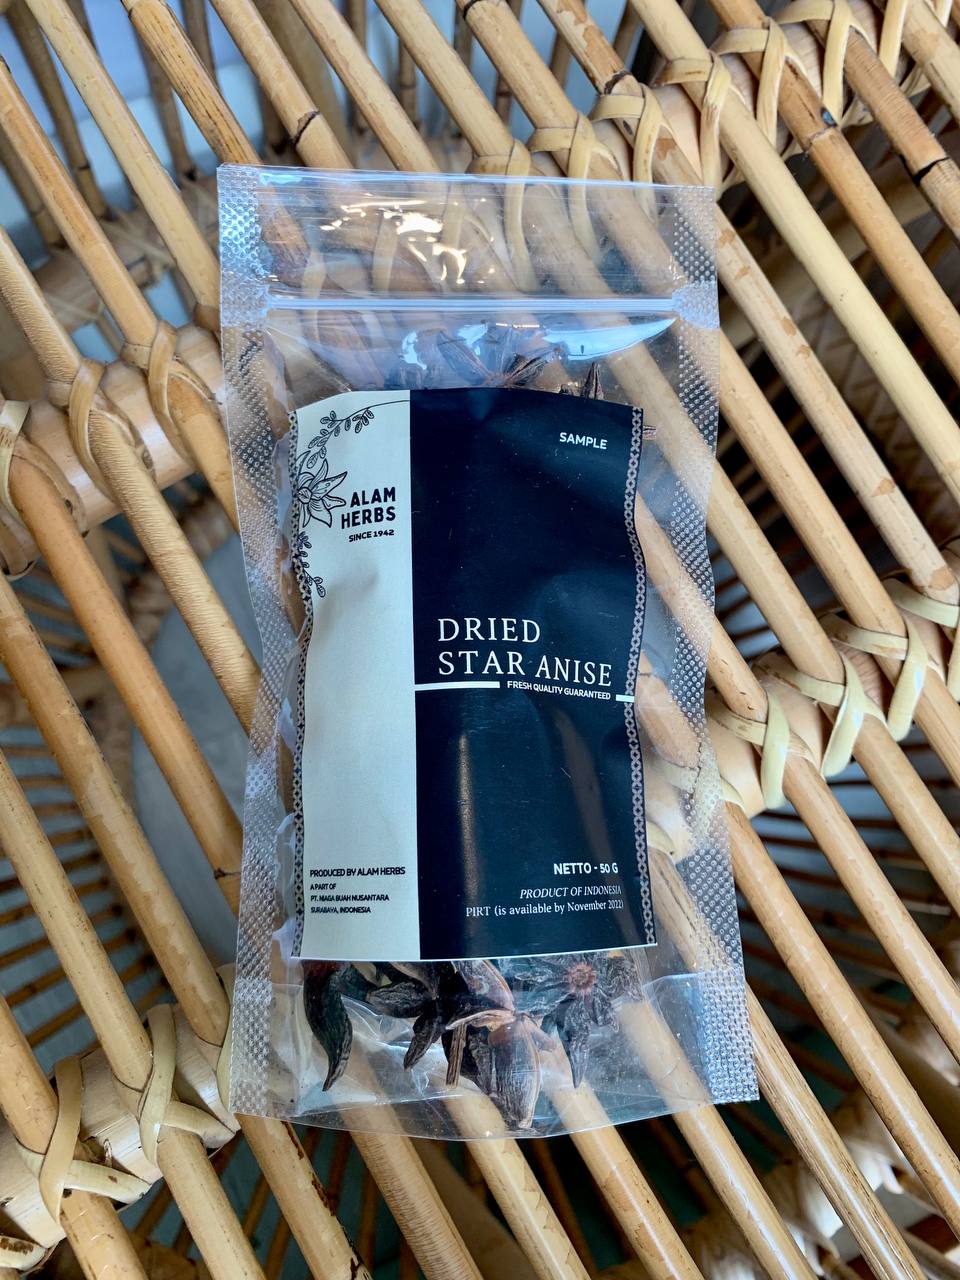 ALAM
HERBS
SINCE 1942
SAMPLE
DRIED
STAR ANISE
FRESH QUALITY GUARANTEED
PRODUCED BY ALAM HERBS
A PART OF
PT. NIAGA BUAH NUSANTARA
SURABAYA, INDONESIA
NETTO - 50 G
PRODUCT OF INDONESIA
PIRT (is available by November 2022)